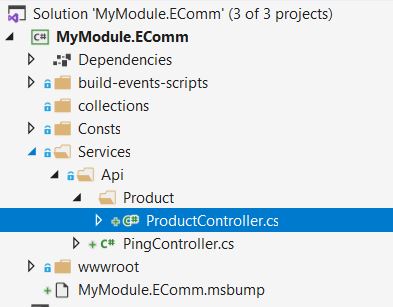 Solution 'MyModule.EComm' (3 of 3 projects)
C# MyModule.EComm
Dependencies
build-events-scripts
collections
Consts
Services
Api
Product
C# ProductController.cs
C# PingController.cs
wwwroot
MyModule.EComm.msbump